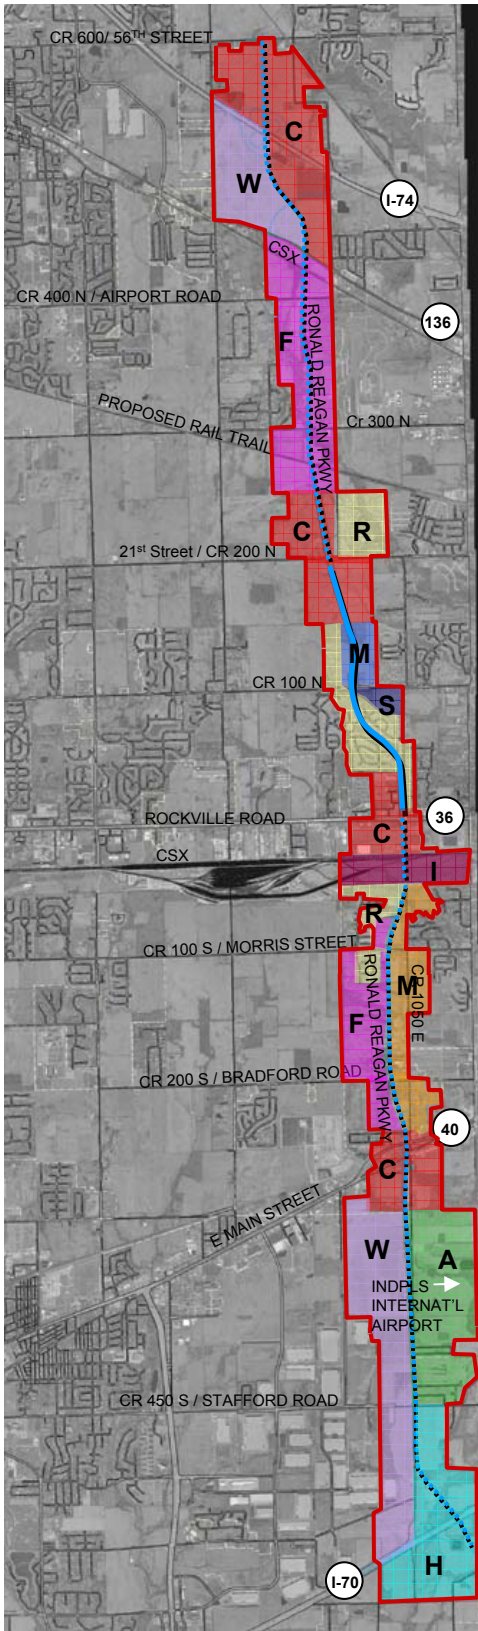 CR 600/ 56TH STREET
C
W
I-74
CSX
CR 400 N / AIRPORT ROAD
136
RONALD REAGAN PKWY
F
PROPOSED RAIL TRAIL
Cr 300 N
C
R
21st Street / CR 200 N
M
CR 100 N
S
ROCKVILLE ROAD
36
C
CSX
I
R
CR 100 S / MORRIS STREET
RONALD REAGAN PKWY
M
CR 1050 E
F
CR 200 S / BRADFORD ROAD
40
C
E MAIN STREET
W
A
INDPLS
INTERNAT'L
AIRPORT
CR 450 S / STAFFORD ROAD
H
I-70